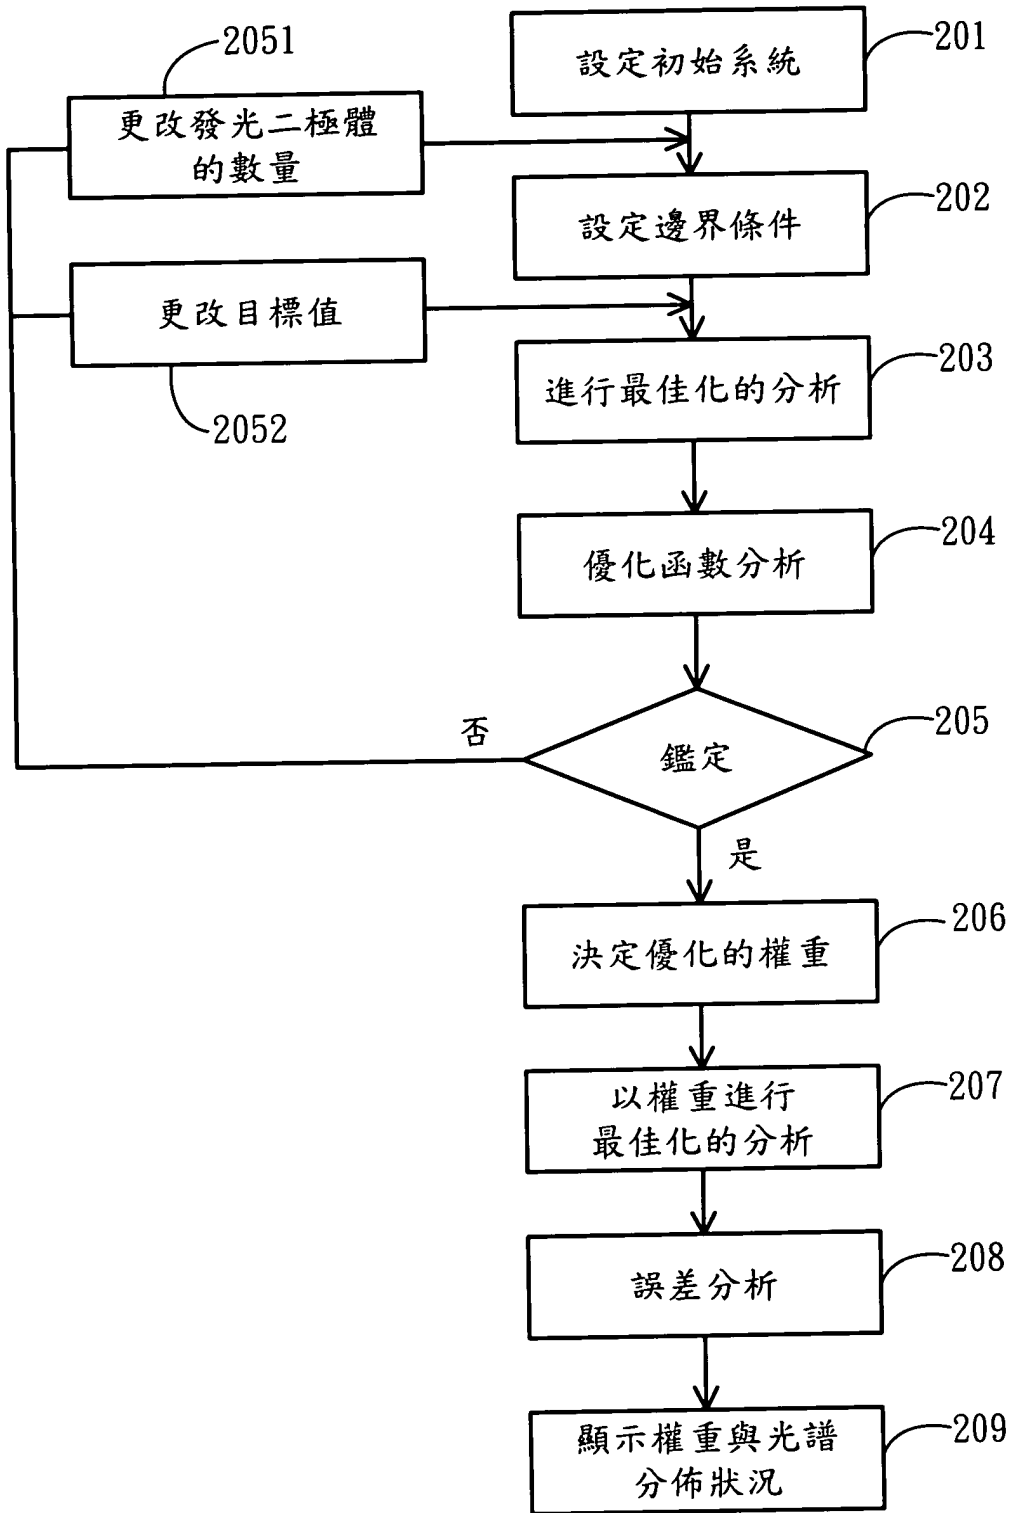 2051
更改發光二極體
的數量
設定初始系統
201
設定邊界條件
202
更改目標值
2052
進行最佳化的分析
203
優化函數分析
204
否
鑑定
205
是
決定優化的權重
206
以權重進行
最佳化的分析
207
誤差分析
208
顯示權重與光譜
分佈狀況
209